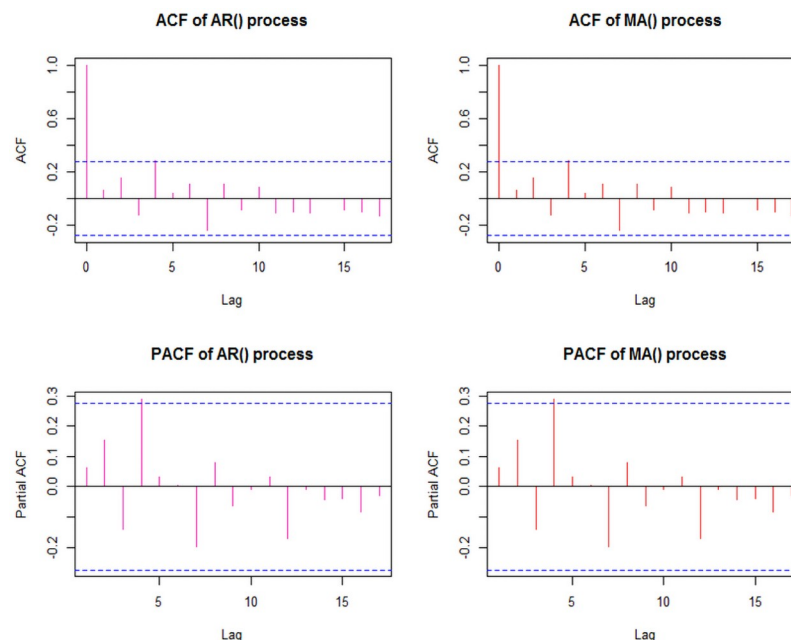 ACF of AR() process
ACF
1.0
0.6
0.2
-0.2
0 5 10 15
Lag
ACF of MA() process
ACF
1.0
0.6
0.2
-0.2
0 5 10 15
Lag
PACF of AR() process
Partial ACF
0.3
0.2
0.1
0.0
-0.2
5 10 15
Lag
PACF of MA() process
Partial ACF
0.3
0.2
0.1
0.0
-0.2
5 10 15
Lag